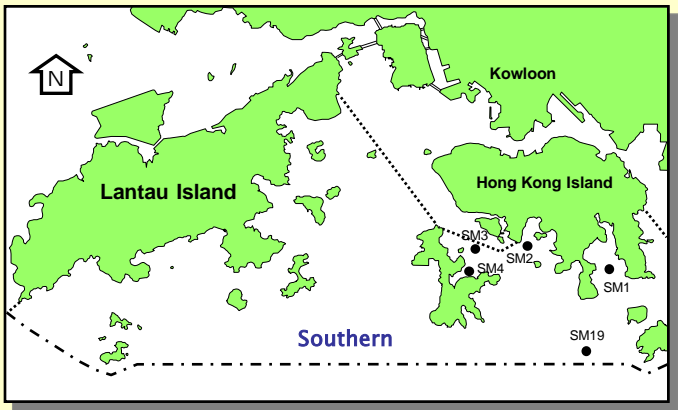 N
Kowloon
Lantau Island
Hong Kong Island
SM3
SM2
SM4
SM1
Southern
SM19